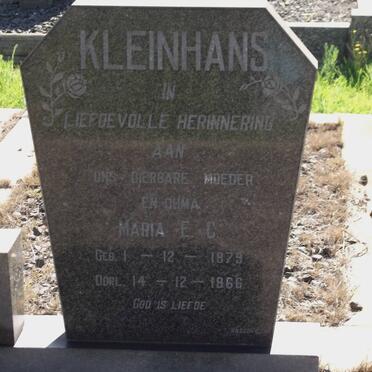 KLEINHANS
IN
LIEFDEVOLLE HERINNERING
AAN
ONS DIERBARE MOEDER
EN OUMA
MARIA E. C.
GEB. 1 - 12 - 1879
OORL. 14 - 12 - 1966
GOD IS LIEFDE